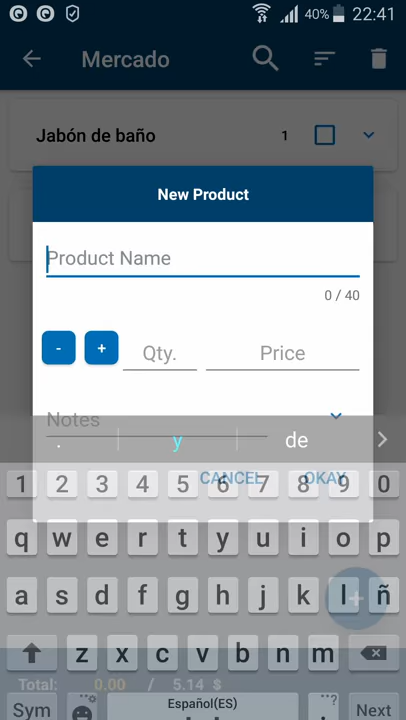 40% 22:41
Mercado
Jabón de baño 1
New Product
Product Name
0 / 40
- + Qty. Price
Notes
. y de
CANCEL OKAY
1 2 3 4 5 6 7 8 9 0
q w e r t y u i o p
a s d f g h j k l ñ
+
z x c v b n m
Total: 0.00 / 5.14 $
Sym Español(ES) Next